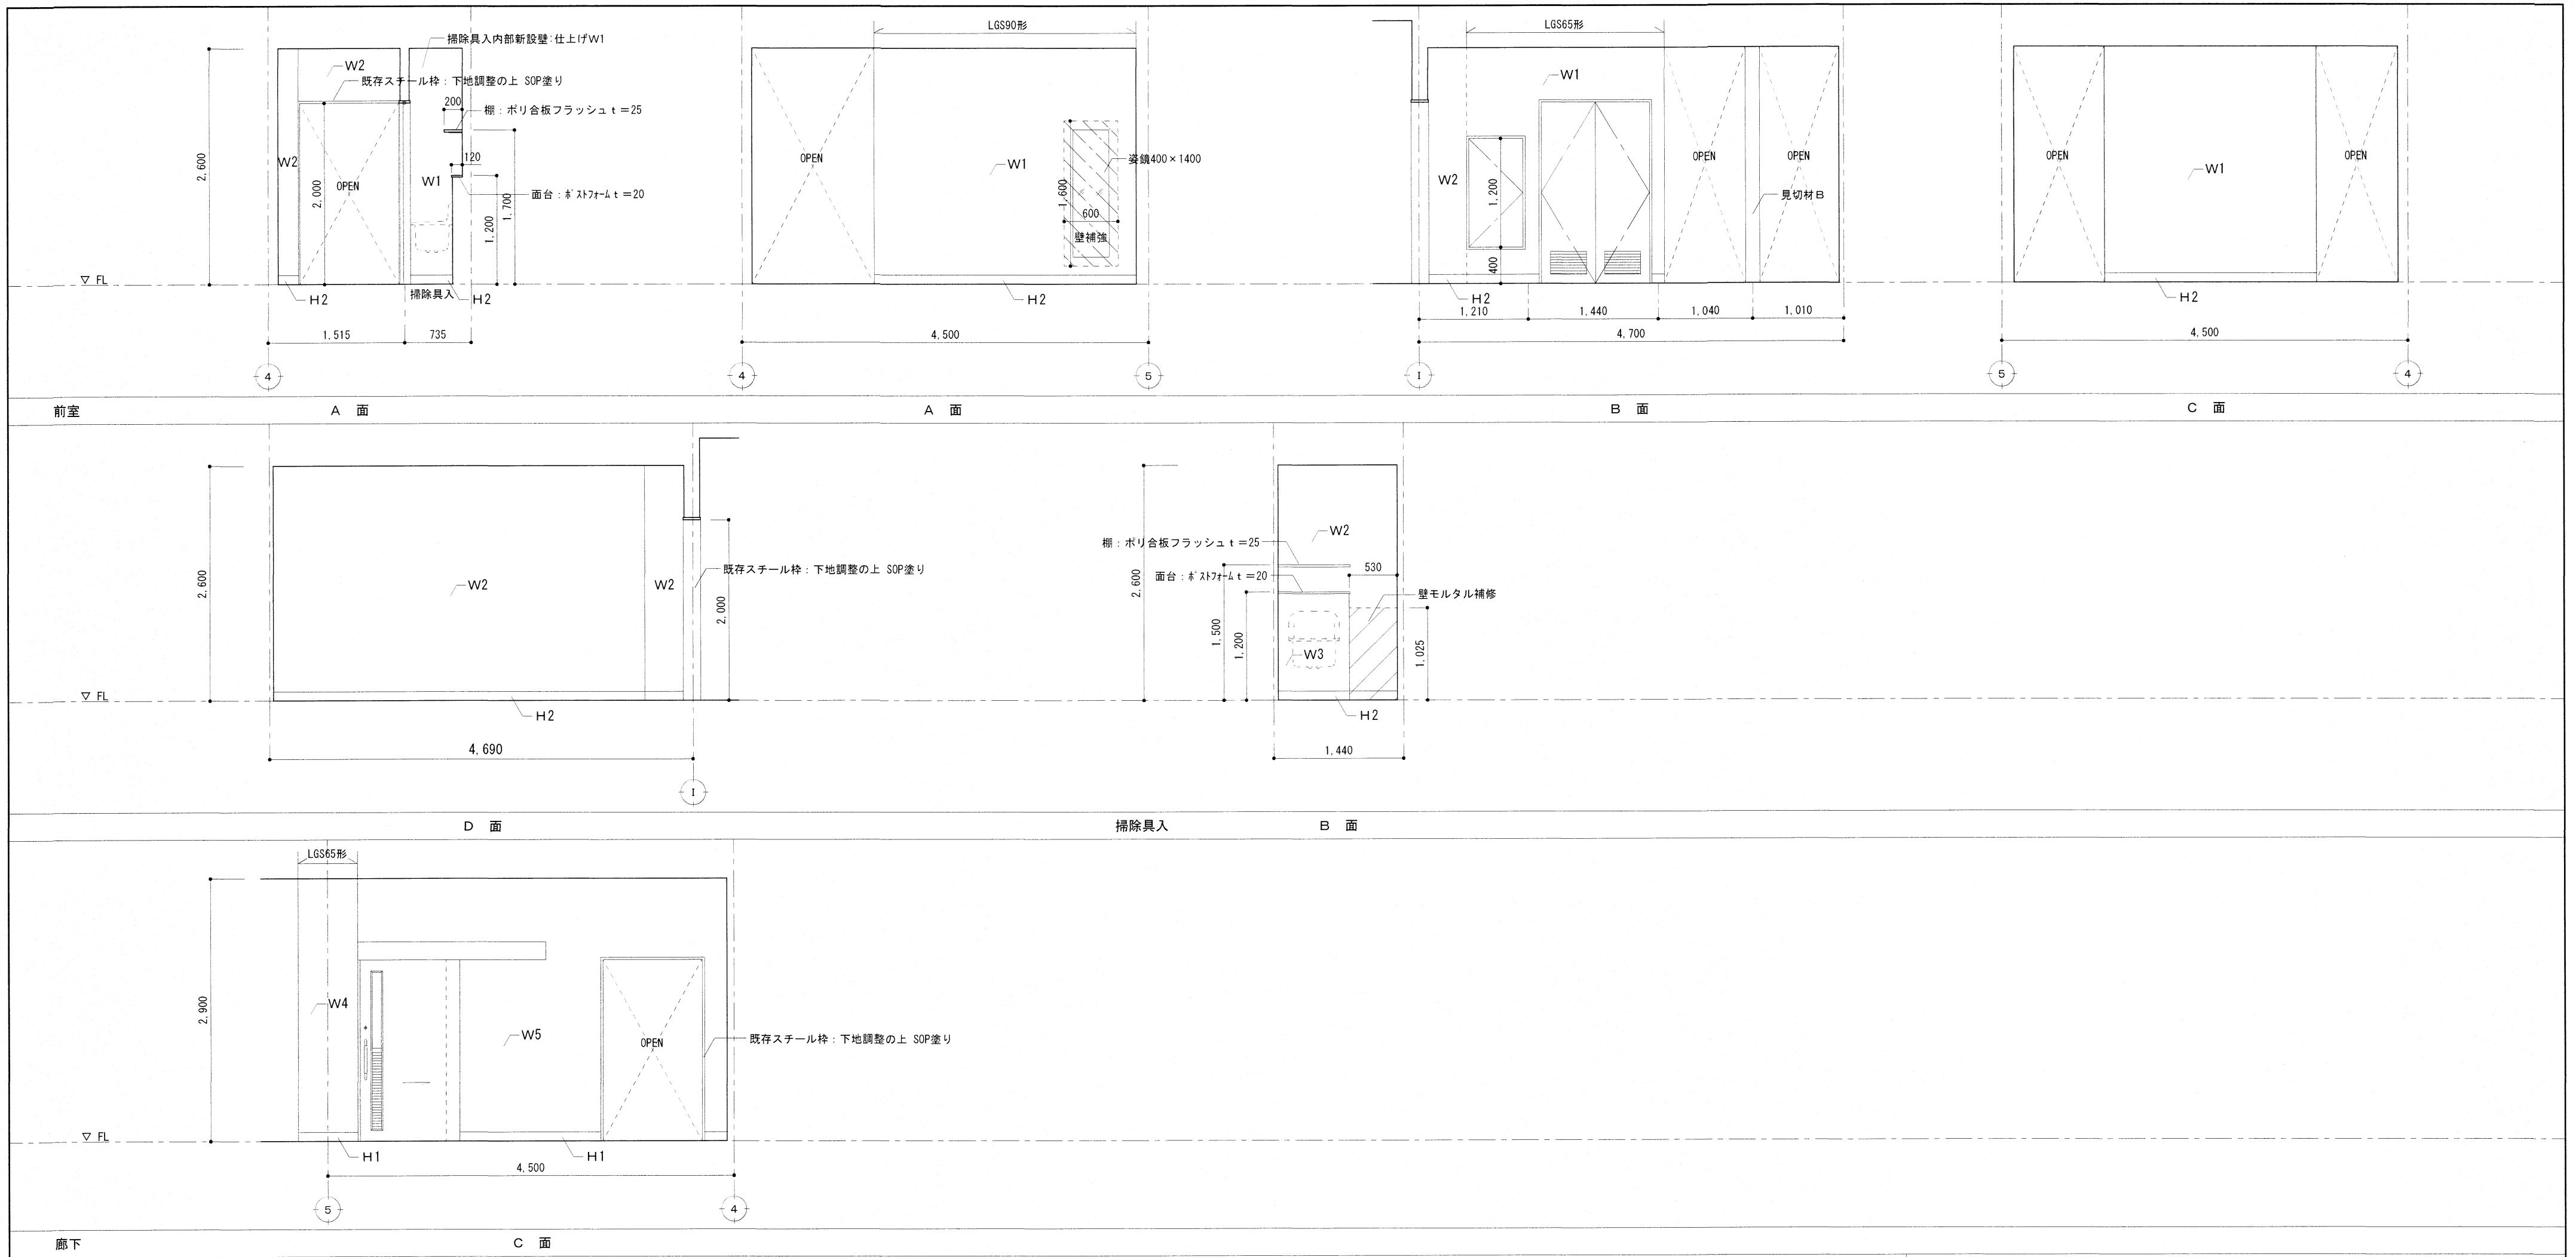 掃除具入内部新設壁：仕上げW1
W2
既存スチール枠：下地調整の上 SOP塗り
200
棚：ポリ合板フラッシュｔ＝25
2,600
W2
2,000
OPEN
W1
120
面台：ﾎﾟｽﾄﾌｫｰﾑｔ＝20
1,200
1,700
▽ FL
H2
掃除具入
H2
1,515
735
4
LGS90形
OPEN
W1
1,600
600
壁補強
姿鏡400×1400
H2
4,500
4
5
LGS65形
W1
W2
1,200
400
OPEN
OPEN
見切材B
H2
1,210
1,440
1,040
1,010
4,700
I
OPEN
W1
OPEN
H2
4,500
5
4
前室
A 面
A 面
B 面
C 面
2,600
W2
W2
既存スチール枠：下地調整の上 SOP塗り
2,000
▽ FL
H2
4,690
I
W2
棚：ポリ合板フラッシュｔ＝25
530
面台：ﾎﾟｽﾄﾌｫｰﾑｔ＝20
壁モルタル補修
2,600
1,500
1,200
W3
1,025
H2
1,440
D 面
掃除具入
B 面
LGS65形
2,900
W4
W5
OPEN
既存スチール枠：下地調整の上 SOP塗り
▽ FL
H1
H1
4,500
5
4
廊下
C 面